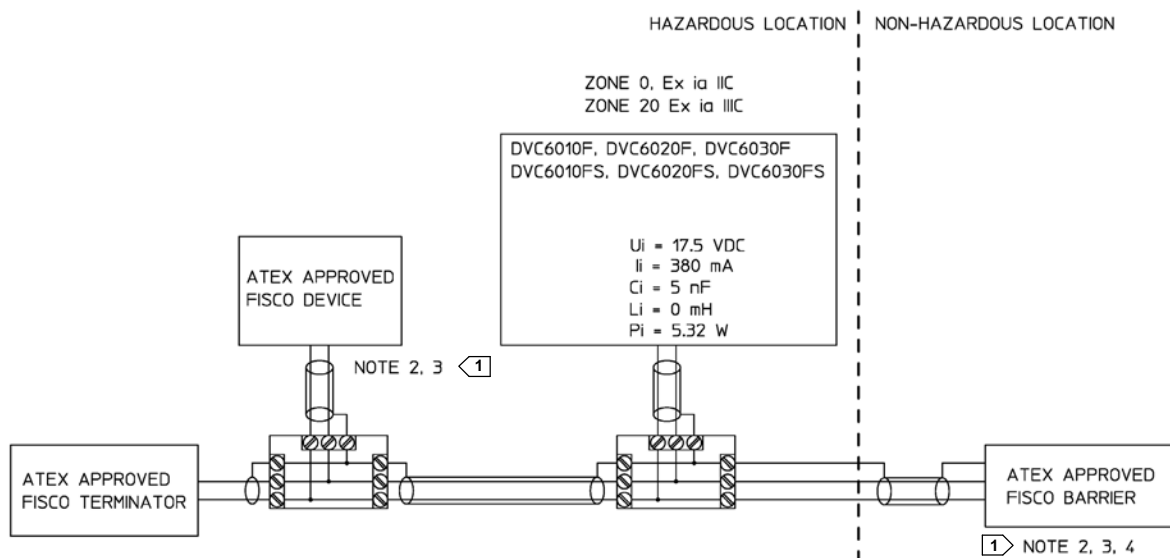 HAZARDOUS LOCATION
NON-HAZARDOUS LOCATION
ZONE 0, Ex ia IIC
ZONE 20 Ex ia IIIC
DVC6010F, DVC6020F, DVC6030F
DVC6010FS, DVC6020FS, DVC6030FS
Ui = 17.5 VDC
Ii = 380 mA
Ci = 5 nF
Li = 0 mH
Pi = 5.32 W
ATEX APPROVED
FISCO DEVICE
NOTE 2, 3 1
ATEX APPROVED
FISCO TERMINATOR
ATEX APPROVED
FISCO BARRIER
1 NOTE 2, 3, 4